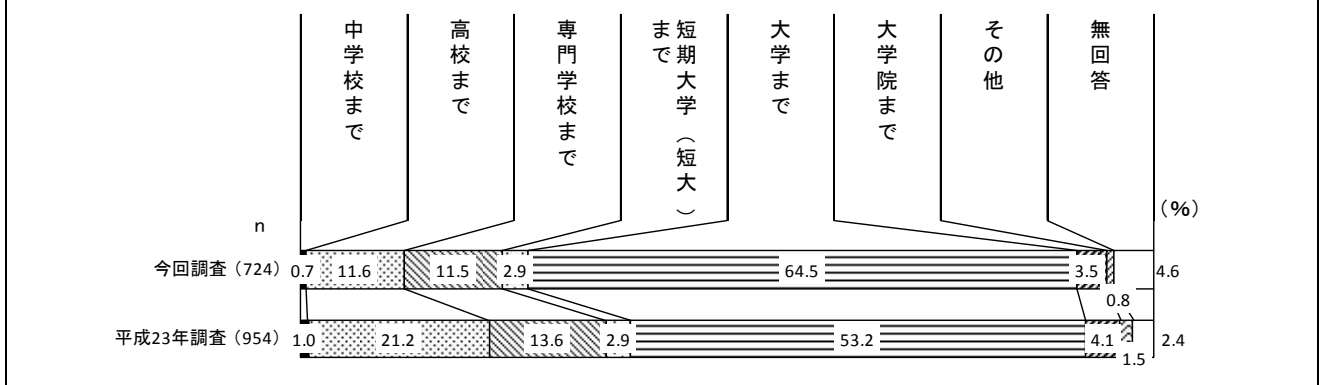 中学校まで
高校まで
専門学校まで
短期大学（短大）
まで
大学まで
大学院まで
その他
無回答
n
(%)
今回調査（724） 0.7 11.6 11.5 2.9 64.5 3.5 0.8 4.6
平成23年調査（954） 1.0 21.2 13.6 2.9 53.2 4.1 1.5 2.4